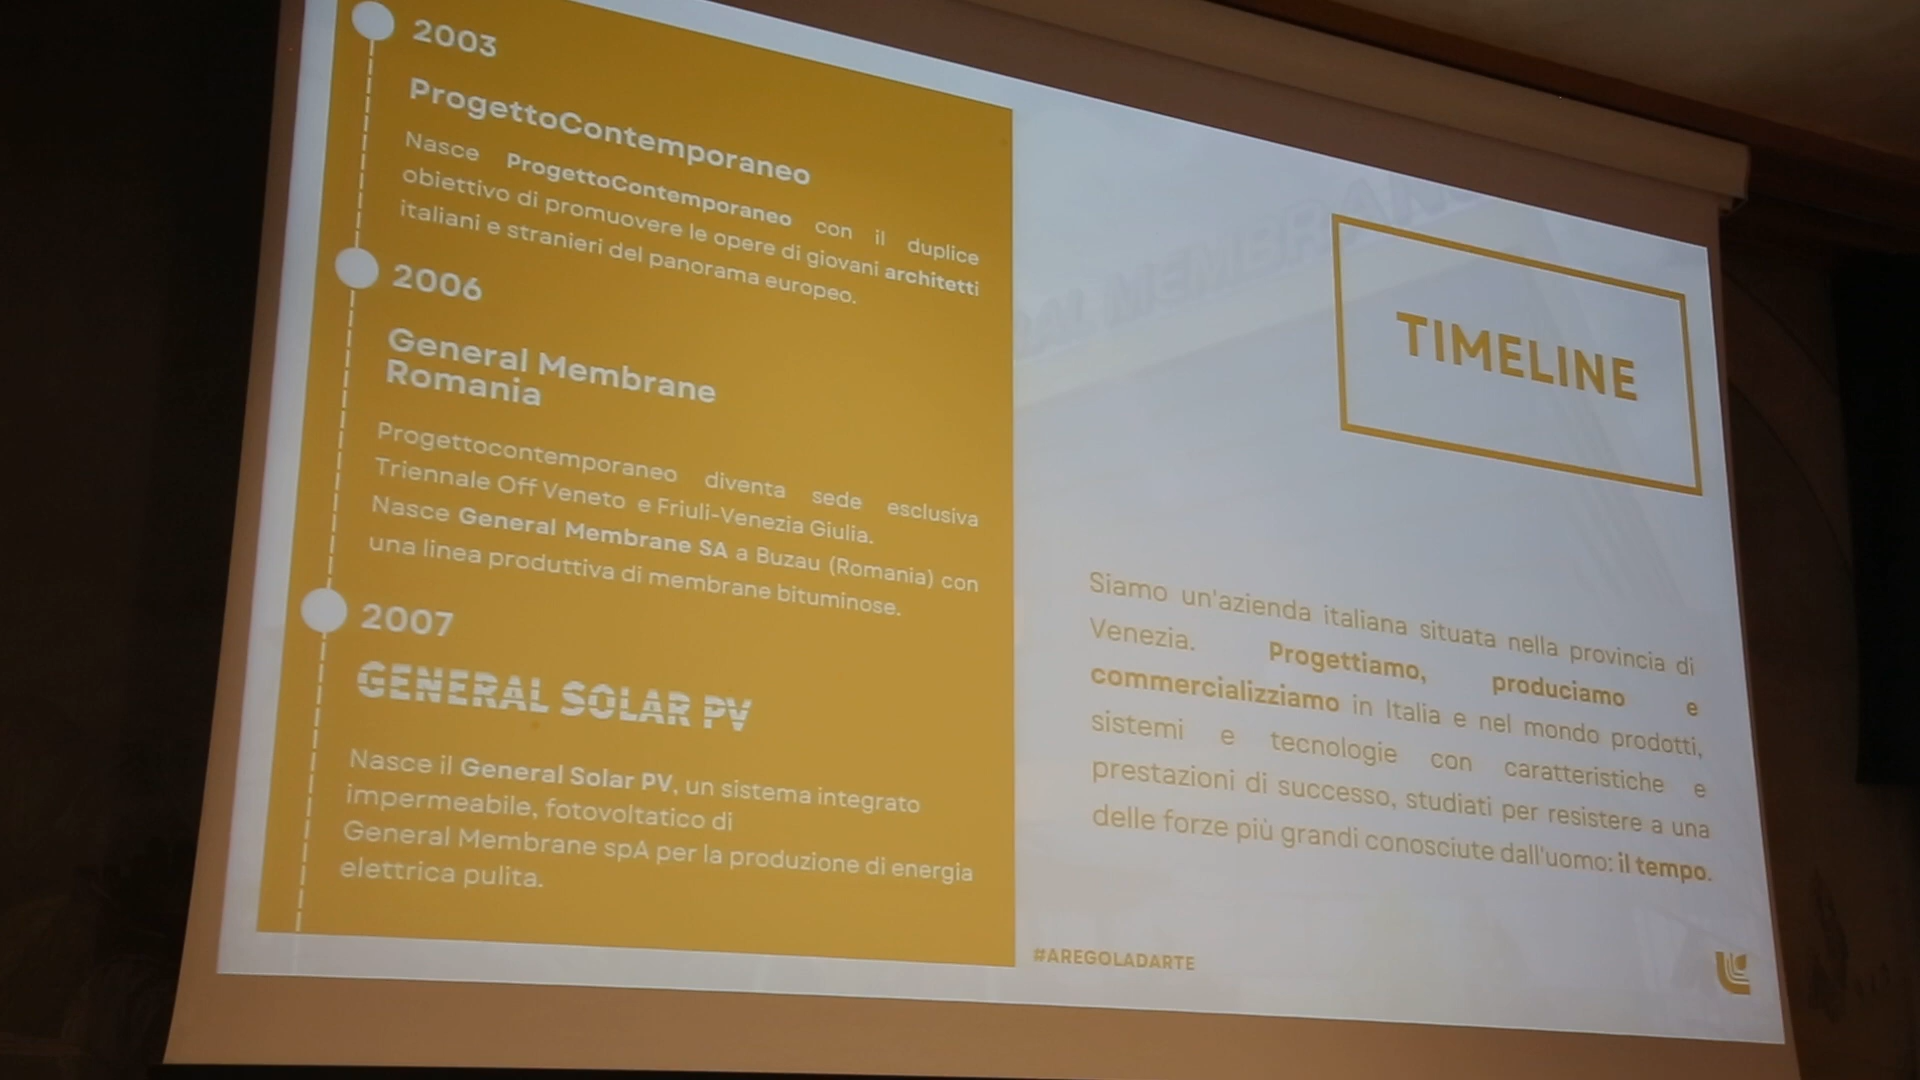 2003
ProgettoContemporaneo
Nasce ProgettoContemporaneo con il duplice
obiettivo di promuovere le opere di giovani architetti
italiani e stranieri del panorama europeo.
2006
General Membrane
Romania
Progettocontemporaneo diventa sede esclusiva
Triennale Off Veneto e Friuli-Venezia Giulia.
Nasce General Membrane SA a Buzau (Romania) con
una linea produttiva di membrane bituminose.
2007
GENERAL SOLAR PV
Nasce il General Solar PV, un sistema integrato
impermeabile, fotovoltatico di
General Membrane spA per la produzione di energia
elettrica pulita.
TIMELINE
Siamo un'azienda italiana situata nella provincia di
Venezia. Progettiamo, produciamo e
commercializziamo in Italia e nel mondo prodotti,
sistemi e tecnologie con caratteristiche e
prestazioni di successo, studiati per resistere a una
delle forze più grandi conosciute dall'uomo: il tempo.
#AREGOLADARTE